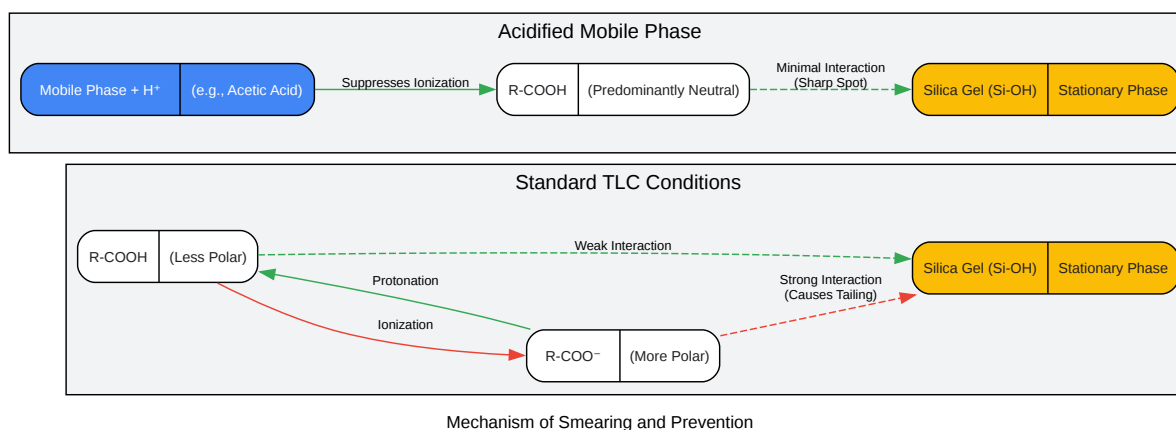 Acidified Mobile Phase
Mobile Phase + H⁺
(e.g., Acetic Acid)
Suppresses Ionization
R-COOH
(Predominantly Neutral)
Minimal Interaction
(Sharp Spot)
Silica Gel (Si-OH)
Stationary Phase
Standard TLC Conditions
R-COOH
(Less Polar)
Weak Interaction
Protonation
Ionization
R-COO⁻
(More Polar)
Strong Interaction
(Causes Tailing)
Silica Gel (Si-OH)
Stationary Phase
Mechanism of Smearing and Prevention